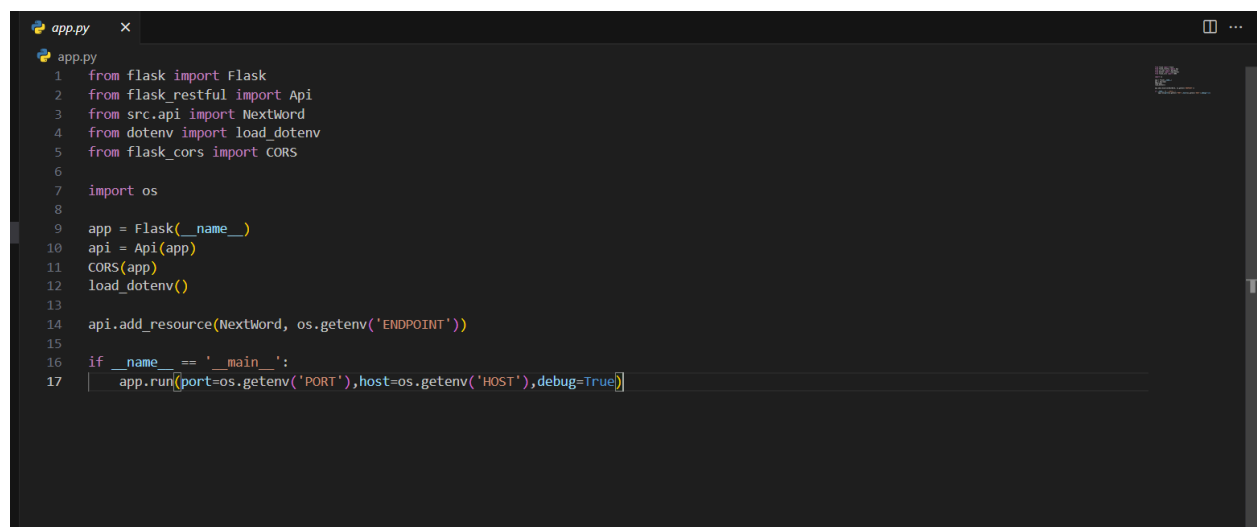 app.py
app.py
1 from flask import Flask
2 from flask_restful import Api
3 from src.api import NextWord
4 from dotenv import load_dotenv
5 from flask_cors import CORS
6
7 import os
8
9 app = Flask(__name__)
10 api = Api(app)
11 CORS(app)
12 load_dotenv()
13
14 api.add_resource(NextWord, os.getenv('ENDPOINT'))
15
16 if __name__ == '__main__':
17     app.run(port=os.getenv('PORT'),host=os.getenv('HOST'),debug=True)